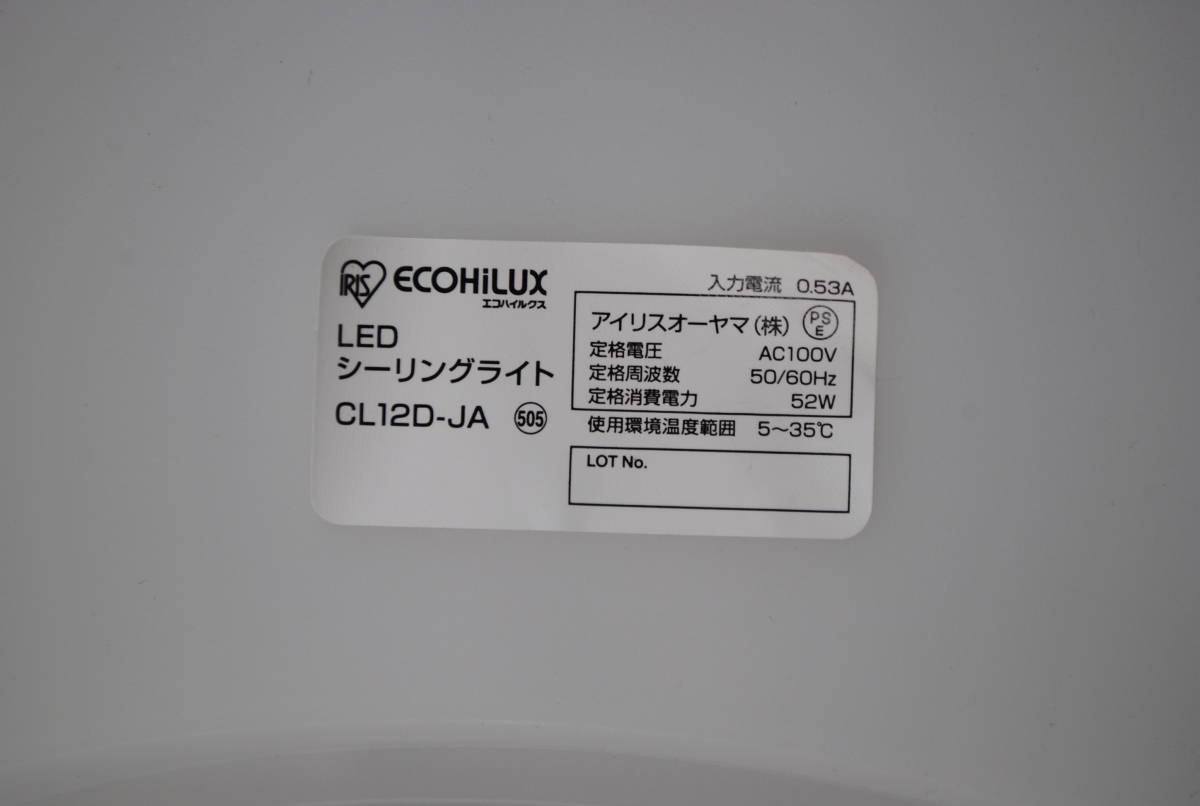 IRIS ECOHiLUX
エコハイルクス
LED
シーリングライト
CL12D-JA 505
入力電流 0.53A
アイリスオーヤマ(株) PSE
定格電圧 AC100V
定格周波数 50/60Hz
定格消費電力 52W
使用環境温度範囲 5~35℃
LOT No.